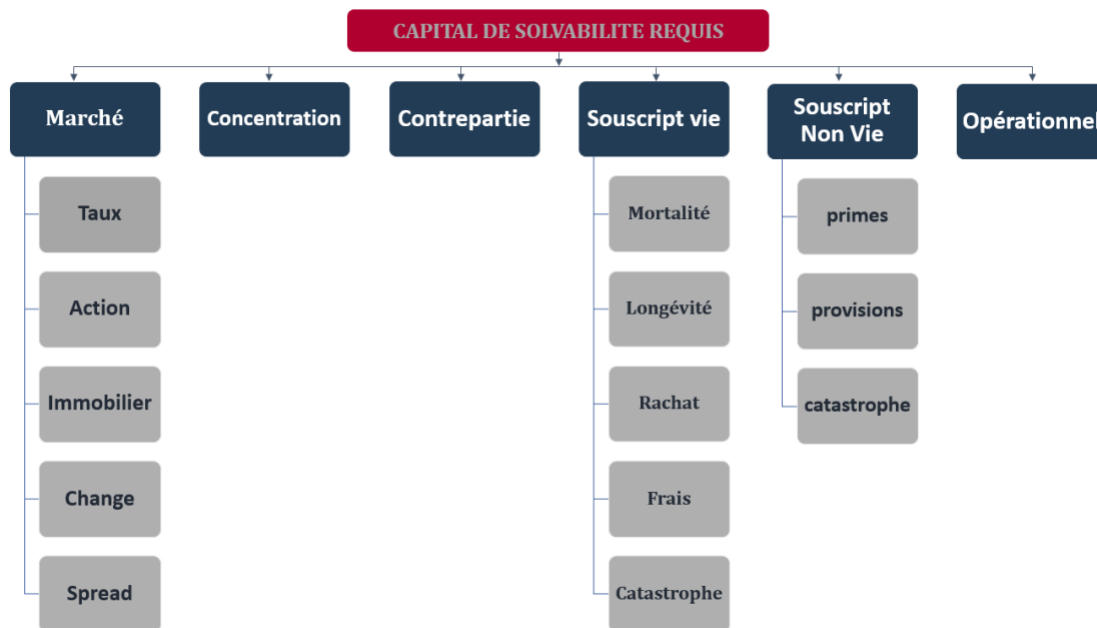 CAPITAL DE SOLVABILITE REQUIS
Marché
Concentration
Contrepartie
Souscript vie
Souscript
Non Vie
Opérationnel
Taux
Action
Immobilier
Change
Spread
Mortalité
Longévité
Rachat
Frais
Catastrophe
primes
provisions
catastrophe